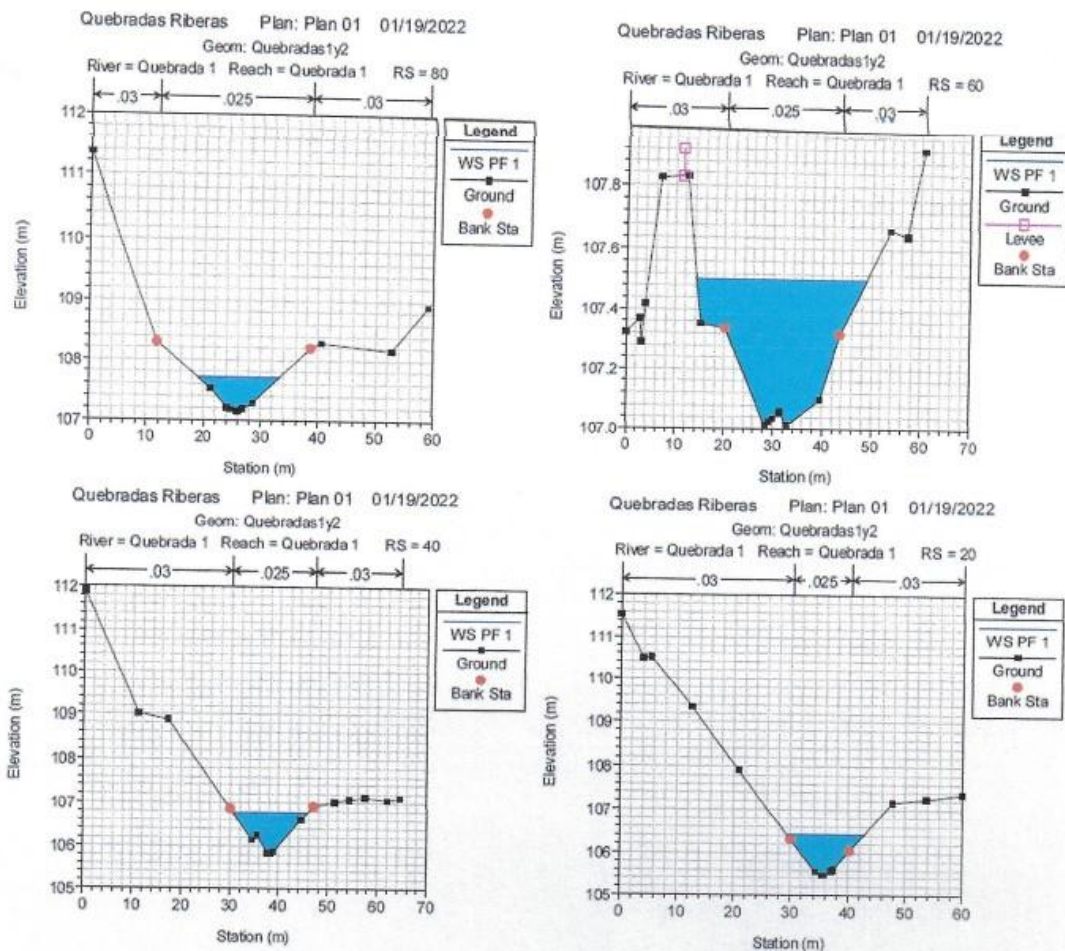 Quebradas Riberas Plan: Plan 01 01/19/2022
Geom: Quebradas1y2
River = Quebrada 1 Reach = Quebrada 1 RS = 80
.03 .025 .03
Legend
WS PF 1
Ground
Bank Sta
Elevation (m)
112
111
110
109
108
107
0 10 20 30 40 50 60
Station (m)
Quebradas Riberas Plan: Plan 01 01/19/2022
Geom: Quebradas1y2
River = Quebrada 1 Reach = Quebrada 1 RS = 60
.03 .025 .03
Legend
WS PF 1
Ground
Levee
Bank Sta
Elevation (m)
107.8
107.6
107.4
107.2
107.0
0 10 20 30 40 50 60 70
Station (m)
Quebradas Riberas Plan: Plan 01 01/19/2022
Geom: Quebradas1y2
River = Quebrada 1 Reach = Quebrada 1 RS = 40
.03 .025 .03
Legend
WS PF 1
Ground
Bank Sta
Elevation (m)
112
111
110
109
108
107
106
105
0 10 20 30 40 50 60 70
Station (m)
Quebradas Riberas Plan: Plan 01 01/19/2022
Geom: Quebradas1y2
River = Quebrada 1 Reach = Quebrada 1 RS = 20
.03 .025 .03
Legend
WS PF 1
Ground
Bank Sta
Elevation (m)
112
111
110
109
108
107
106
105
0 10 20 30 40 50 60
Station (m)